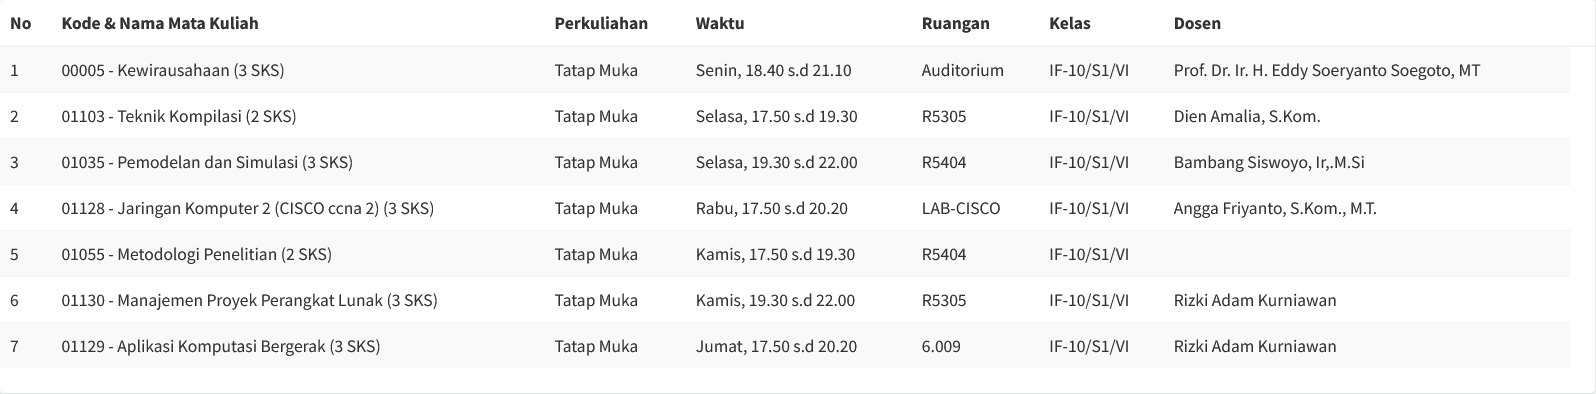 No Kode & Nama Mata Kuliah Perkuliahan Waktu Ruangan Kelas Dosen
1 00005 - Kewirausahaan (3 SKS) Tatap Muka Senin, 18.40 s.d 21.10 Auditorium IF-10/S1/VI Prof. Dr. Ir. H. Eddy Soeryanto Soegoto, MT
2 01103 - Teknik Kompilasi (2 SKS) Tatap Muka Selasa, 17.50 s.d 19.30 R5305 IF-10/S1/VI Dien Amalia, S.Kom.
3 01035 - Pemodelan dan Simulasi (3 SKS) Tatap Muka Selasa, 19.30 s.d 22.00 R5404 IF-10/S1/VI Bambang Siswoyo, Ir,.M.Si
4 01128 - Jaringan Komputer 2 (CISCO ccna 2) (3 SKS) Tatap Muka Rabu, 17.50 s.d 20.20 LAB-CISCO IF-10/S1/VI Angga Friyanto, S.Kom., M.T.
5 01055 - Metodologi Penelitian (2 SKS) Tatap Muka Kamis, 17.50 s.d 19.30 R5404 IF-10/S1/VI
6 01130 - Manajemen Proyek Perangkat Lunak (3 SKS) Tatap Muka Kamis, 19.30 s.d 22.00 R5305 IF-10/S1/VI Rizki Adam Kurniawan
7 01129 - Aplikasi Komputasi Bergerak (3 SKS) Tatap Muka Jumat, 17.50 s.d 20.20 6.009 IF-10/S1/VI Rizki Adam Kurniawan